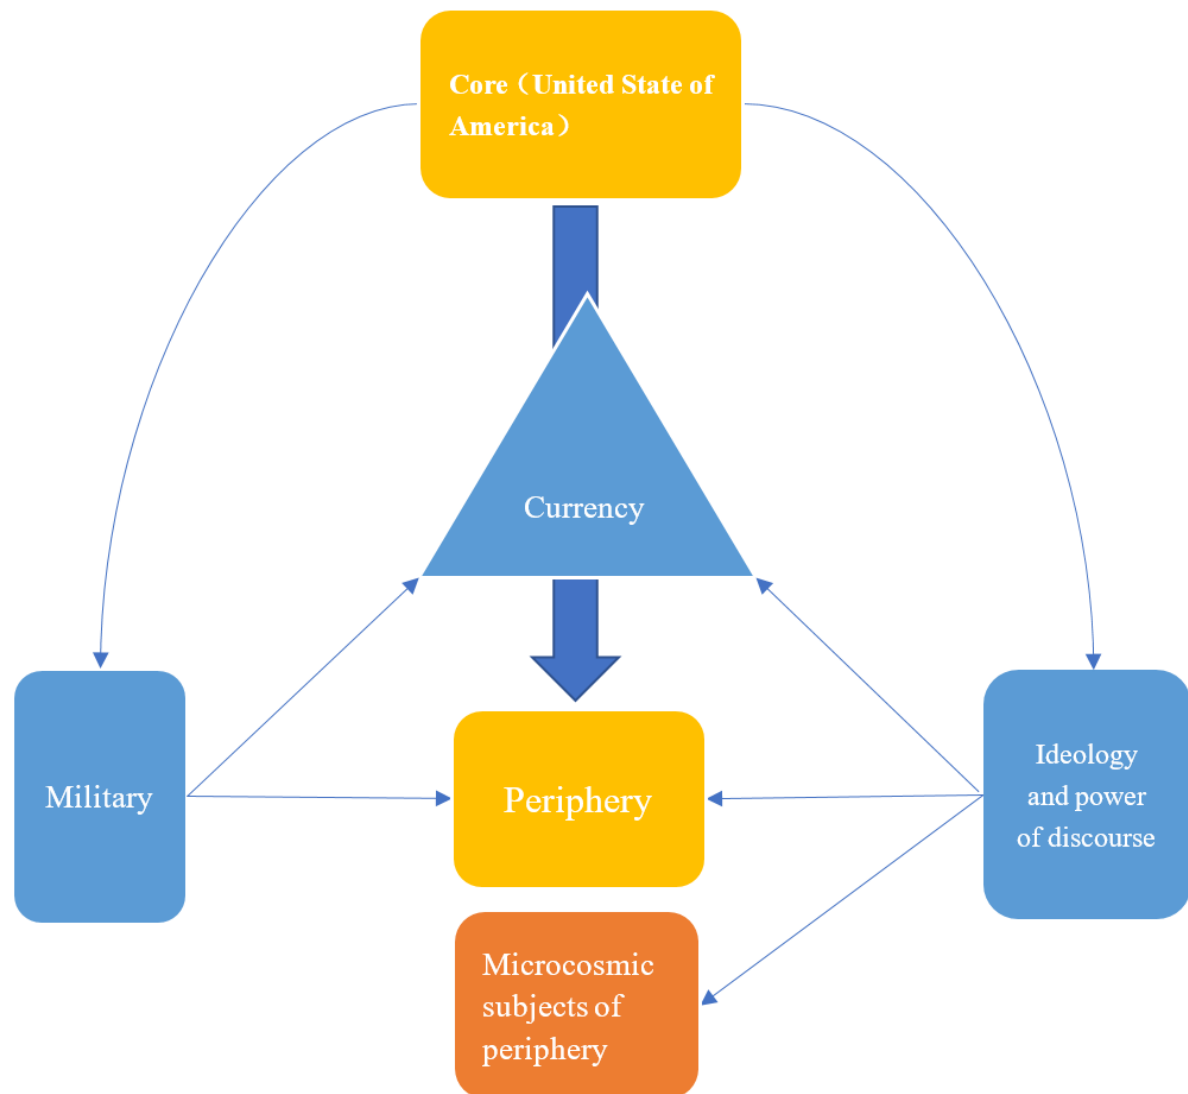 Core（United State of
America）
Currency
Military
Periphery
Ideology
and power
of discourse
Microcosmic
subjects of
periphery